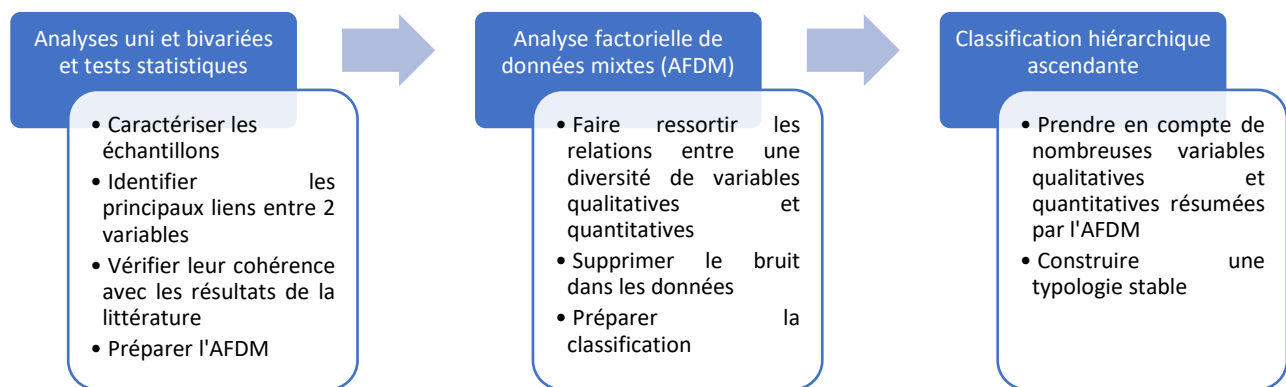 Analyses uni et bivariées
et tests statistiques
• Caractériser les
échantillons
• Identifier les
principaux liens entre 2
variables
• Vérifier leur cohérence
avec les résultats de la
littérature
• Préparer l'AFDM
Analyse factorielle de
données mixtes (AFDM)
• Faire ressortir les
relations entre une
diversité de variables
qualitatives et
quantitatives
• Supprimer le bruit
dans les données
• Préparer la
classification
Classification hiérarchique
ascendante
• Prendre en compte de
nombreuses variables
qualitatives et
quantitatives résumées
par l'AFDM
• Construire une
typologie stable